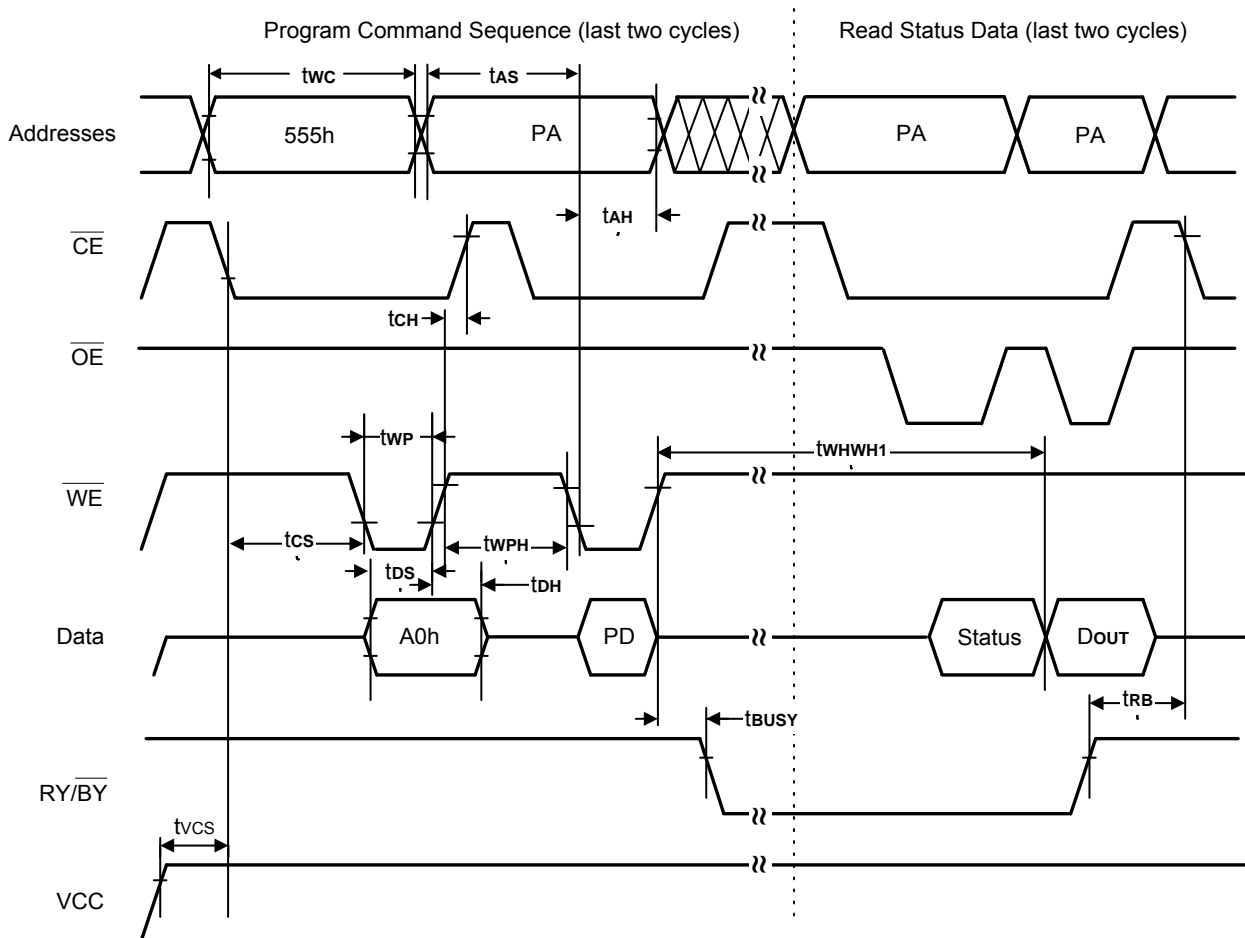 Program Command Sequence (last two cycles) Read Status Data (last two cycles)
tWC tAS
Addresses 555h PA PA PA
tAH
CE
tCH
OE
tWP tWHWH1
WE
tCS tWPH
tDS tDH
Data A0h PD Status DOUT
tBUSY tRB
RY/BY
tVCS
VCC